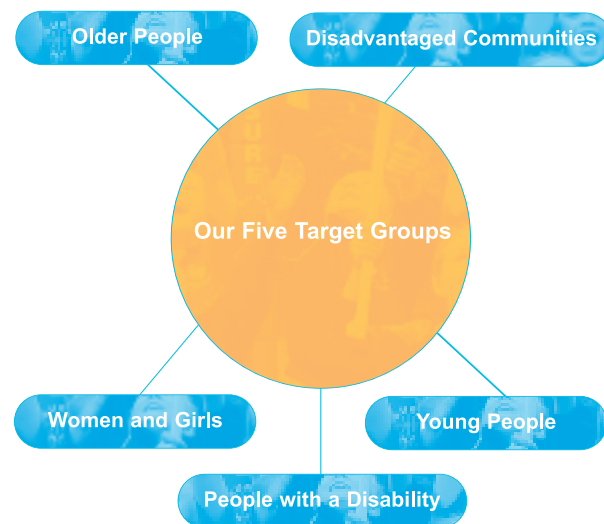 Older People
Disadvantaged Communities
Our Five Target Groups
Women and Girls
Young People
People with a Disability